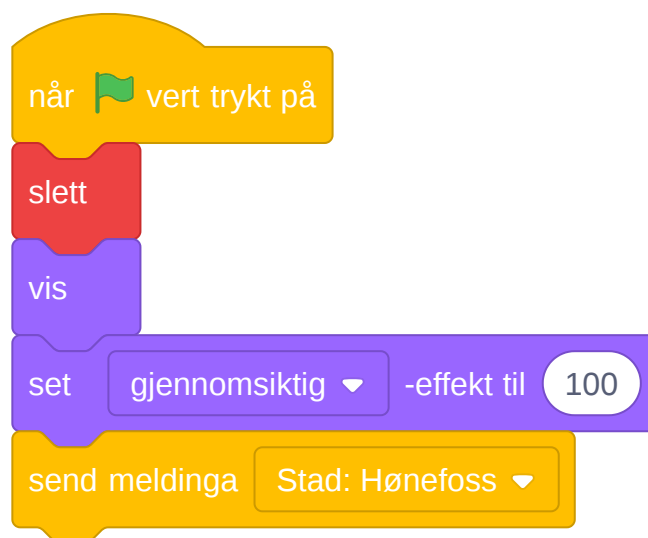 når vert trykt på
slett
vis
set gjennomsiktig -effekt til 100
send meldinga Stad: Hønefoss